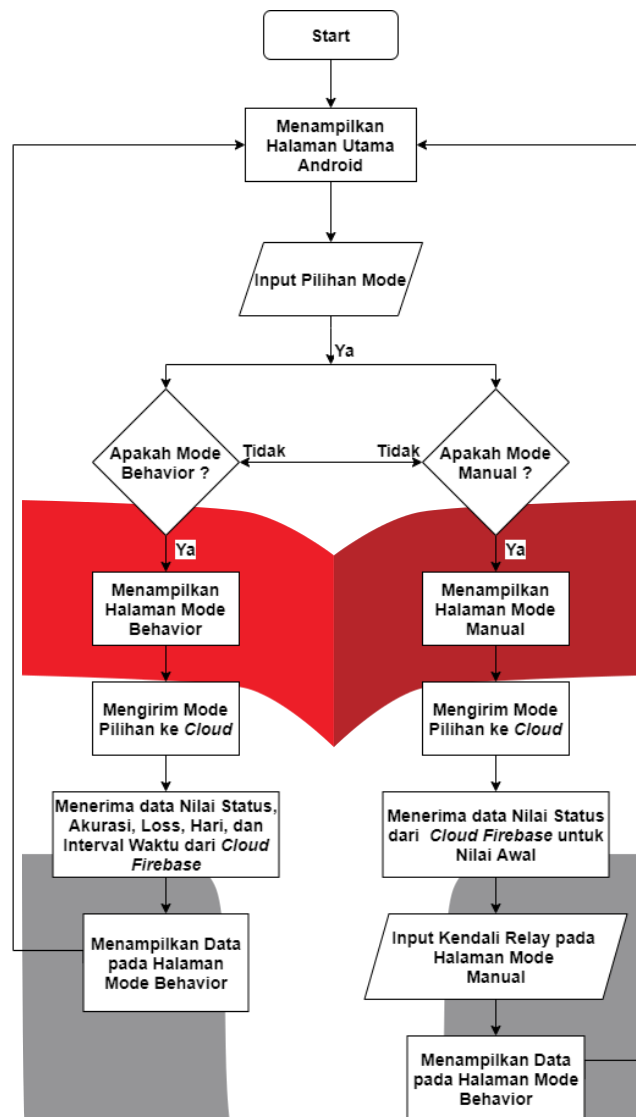 Start
Menampilkan
Halaman Utama
Android
Input Pilihan Mode
Ya
Apakah Mode
Behavior ?
Tidak
Tidak
Apakah Mode
Manual ?
Ya
Ya
Menampilkan
Halaman Mode
Behavior
Menampilkan
Halaman Mode
Manual
Mengirim Mode
Pilihan ke Cloud
Mengirim Mode
Pilihan ke Cloud
Menerima data Nilai Status,
Akurasi, Loss, Hari, dan
Interval Waktu dari Cloud
Firebase
Menerima data Nilai Status
dari Cloud Firebase untuk
Nilai Awal
Menampilkan Data
pada Halaman
Mode Behavior
Input Kendali Relay pada
Halaman Mode
Manual
Menampilkan Data
pada Halaman Mode
Behavior